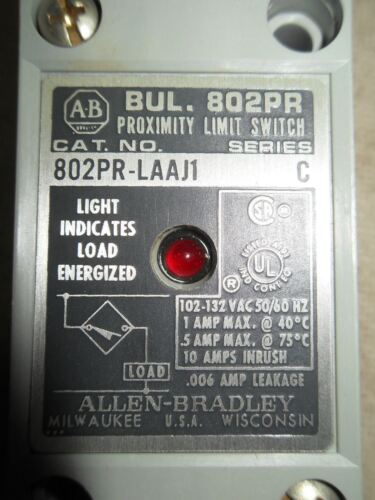 A-B
BUL. 802PR
PROXIMITY LIMIT SWITCH
CAT. NO. SERIES
802PR-LAAJ1 C
LIGHT
INDICATES
LOAD
ENERGIZED
SA
LISTED
UL
IND CONT EQ
®
102-132 VAC 50/60 HZ
1 AMP MAX. @ 40°C
.5 AMP MAX. @ 75°C
10 AMPS INRUSH
LOAD
.006 AMP LEAKAGE
ALLEN-BRADLEY
MILWAUKEE U.S.A. WISCONSIN